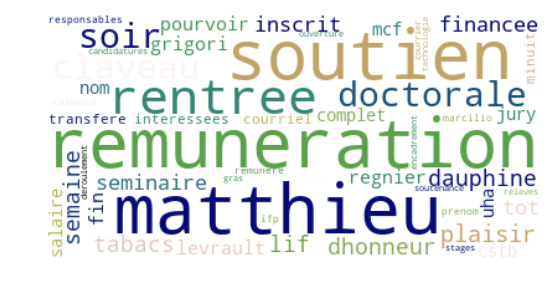 responsables
soir
pourvoir
inscrit
ouverture
mcf
courrier
technologie
financee
candidatures
grigori
soutien
minuit
claveau
raimond
nom
rentree
doctorale
transfere
interessees
courriel
complet
marcilio
jury
remuneration
encadrement
semaine
deroulement
seminaire
remunere
gras
regnier
dauphine
soutenance
releves
salaire
fin
matthieu
ifp
prenom
uha
tot
tabacs
levrault
lif
dhonneur
plaisir
stages
cstb